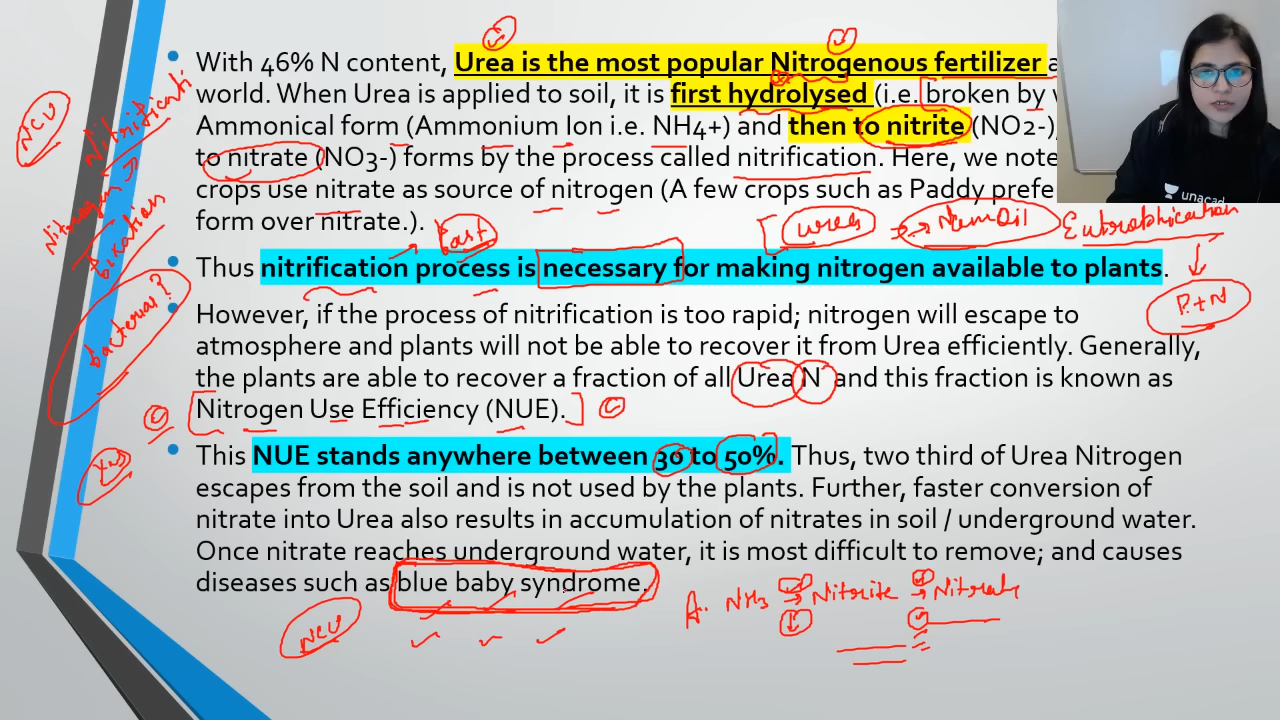 With 46% N content, Urea is the most popular Nitrogenous fertilizer
world. When Urea is applied to soil, it is first hydrolysed (i.e. broken by
Ammonical form (Ammonium Ion i.e. NH4+) and then to nitrite (NO2-),
to nitrate (NO3-) forms by the process called nitrification. Here, we note
crops use nitrate as source of nitrogen (A few crops such as Paddy prefe
form over nitrate.).
unacad
NCU
Nitrogen
fixation
bacterias?
fast
urea → Neem Oil
Eutrophication
P+N
Thus nitrification process is necessary for making nitrogen available to plants.
However, if the process of nitrification is too rapid; nitrogen will escape to
atmosphere and plants will not be able to recover it from Urea efficiently. Generally,
the plants are able to recover a fraction of all Urea N and this fraction is known as
Nitrogen Use Efficiency (NUE).
This NUE stands anywhere between 30 to 50%. Thus, two third of Urea Nitrogen
escapes from the soil and is not used by the plants. Further, faster conversion of
nitrate into Urea also results in accumulation of nitrates in soil / underground water.
Once nitrate reaches underground water, it is most difficult to remove; and causes
diseases such as blue baby syndrome.
NH3 → Nitrite → Nitrate
NCU